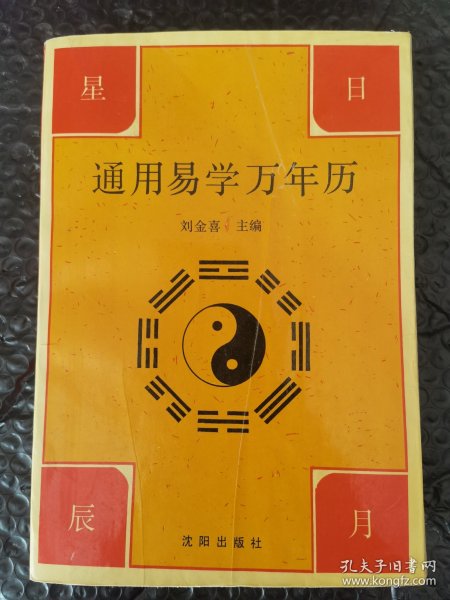 星 日
通用易学万年历
刘金喜 主编
辰 月
沈阳出版社
孔夫子旧书网
www.kongfz.com